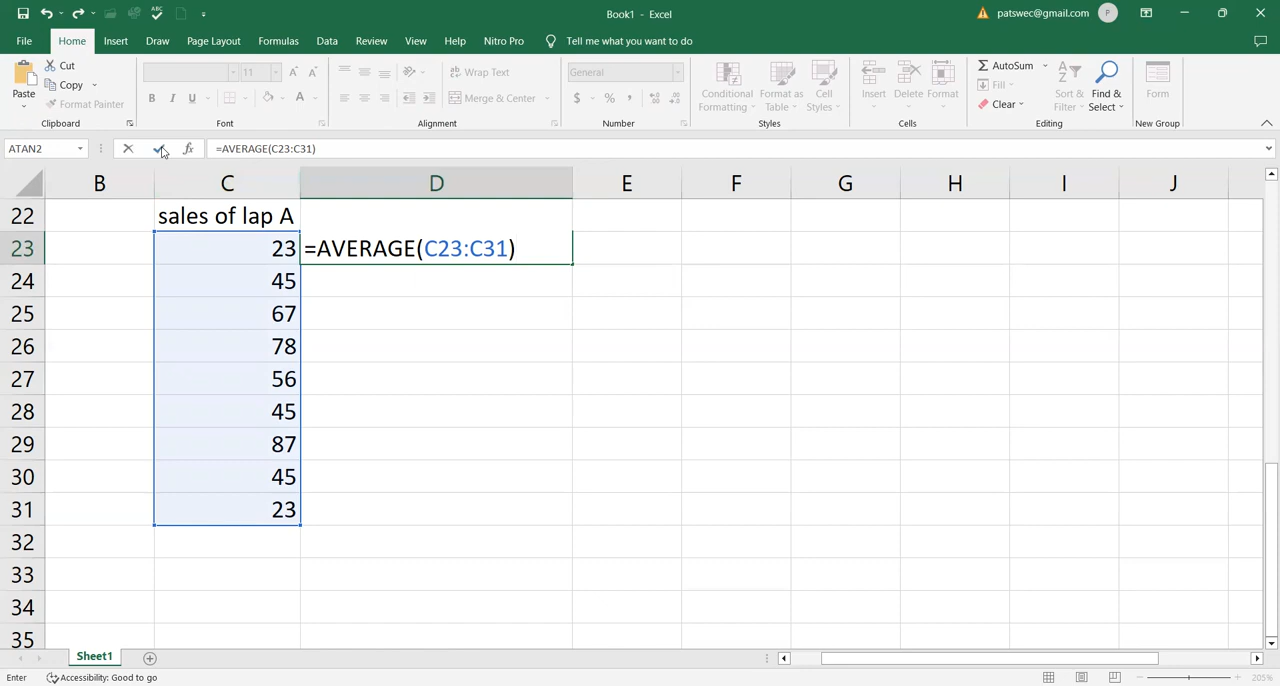 ABC
Book1 - Excel
patswec@gmail.com P
File Home Insert Draw Page Layout Formulas Data Review View Help Nitro Pro Tell me what you want to do
Paste
Cut
Copy
Format Painter
Clipboard
11
A A
B I U A
Font
Wrap Text
Merge & Center
Alignment
General
$ % ,
Number
Conditional Formatting
Format as Table
Cell Styles
Styles
Insert
Delete
Format
Cells
AutoSum
Fill
Clear
Sort & Filter
Find & Select
Editing
Form
New Group
ATAN2
fx
=AVERAGE(C23:C31)
B C D E F G H I J
22 sales of lap A
23 23 =AVERAGE(C23:C31)
24 45
25 67
26 78
27 56
28 45
29 87
30 45
31 23
32
33
34
35
Sheet1
Enter
Accessibility: Good to go
205%